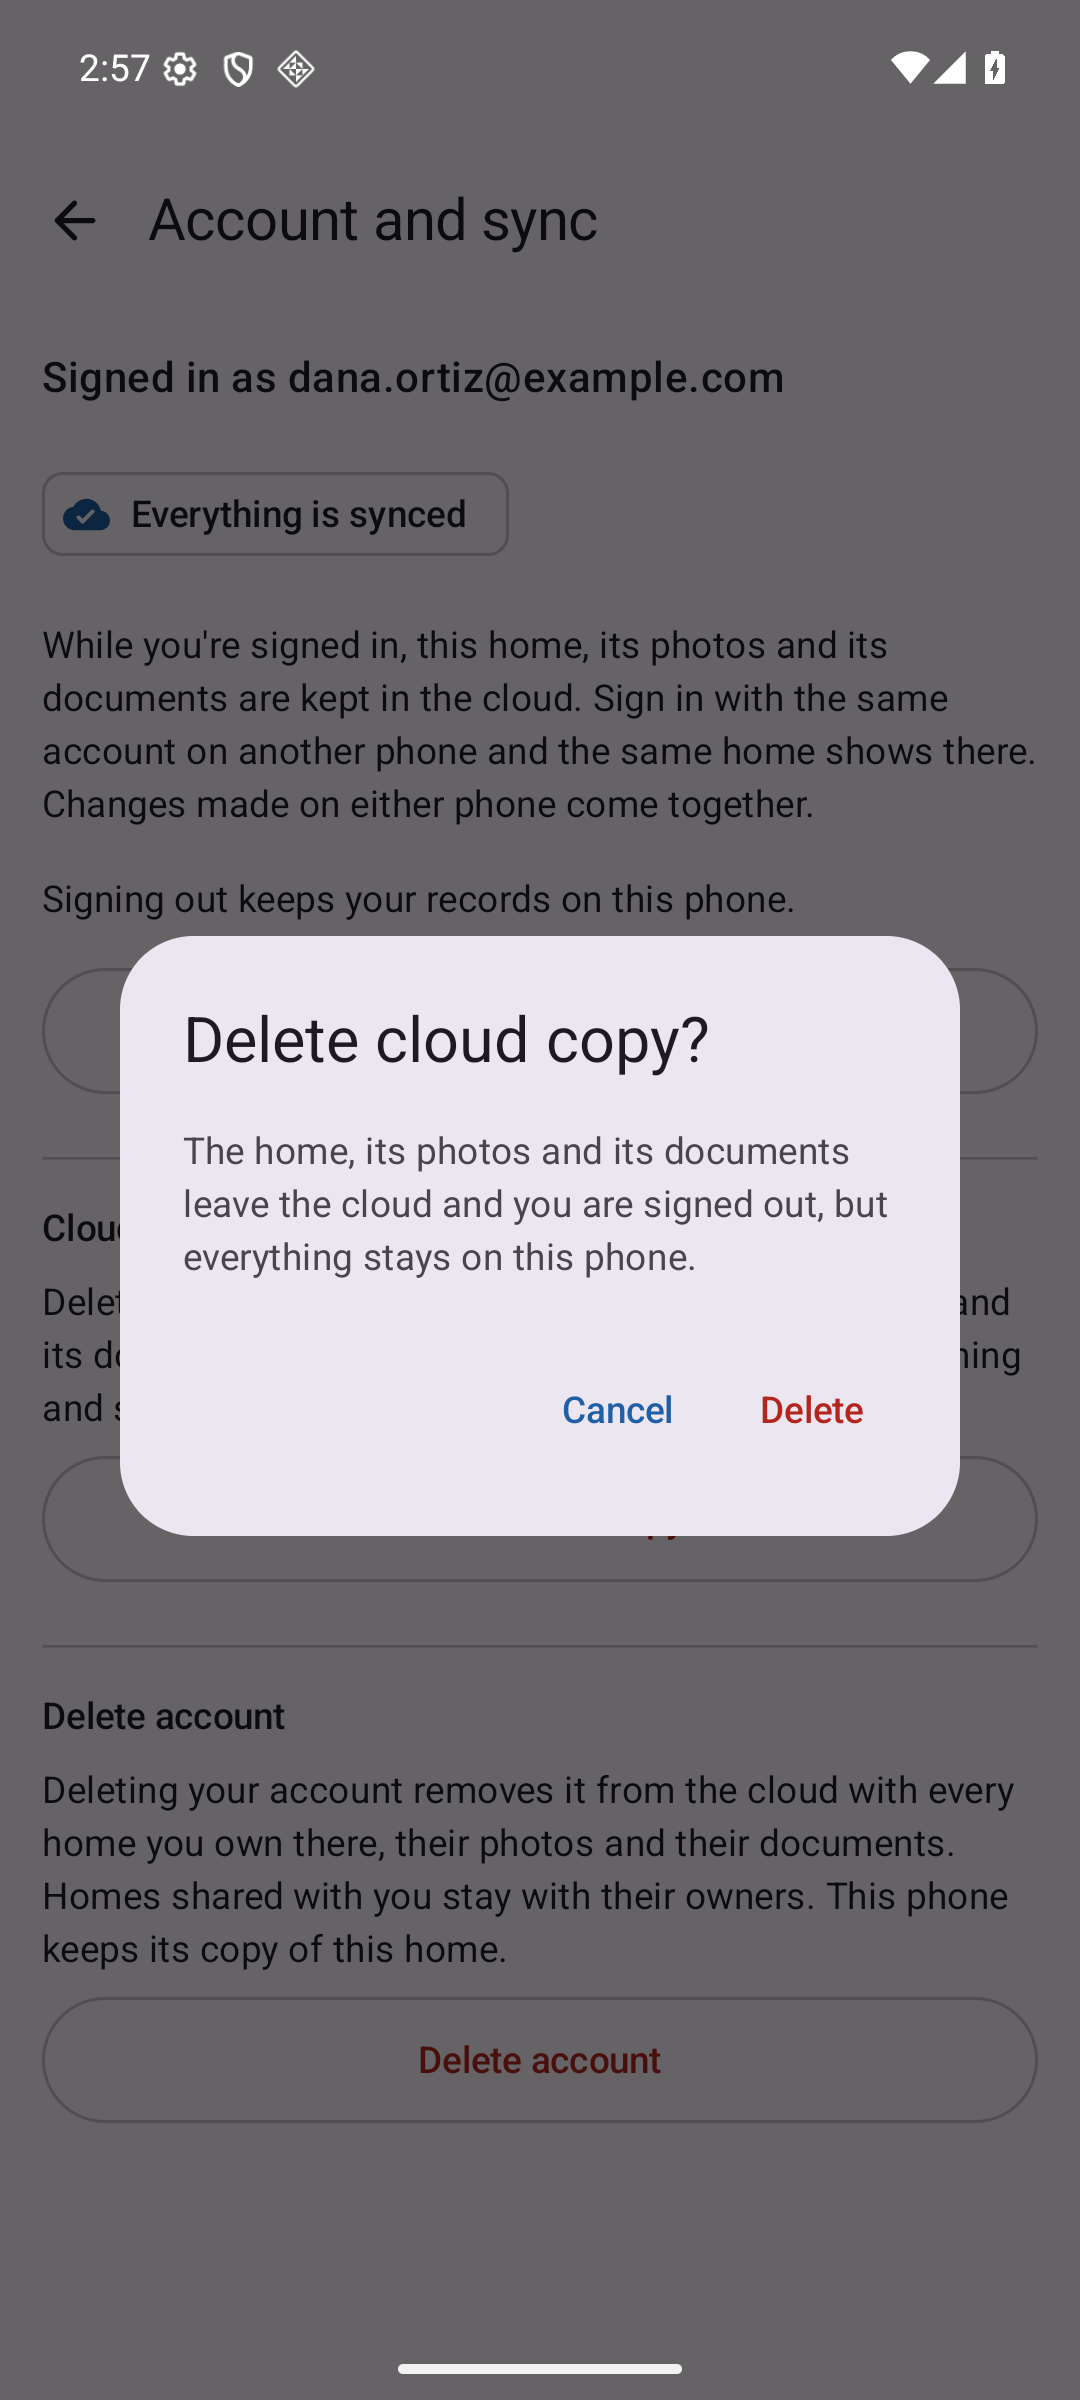 2:57
Account and sync
Signed in as dana.ortiz@example.com
Everything is synced
While you're signed in, this home, its photos and its
documents are kept in the cloud. Sign in with the same
account on another phone and the same home shows there.
Changes made on either phone come together.
Signing out keeps your records on this phone.
Delete cloud copy?
The home, its photos and its documents
leave the cloud and you are signed out, but
everything stays on this phone.
Cancel
Delete
and
its
and
Delete account
Deleting your account removes it from the cloud with every
home you own there, their photos and their documents.
Homes shared with you stay with their owners. This phone
keeps its copy of this home.
Delete account